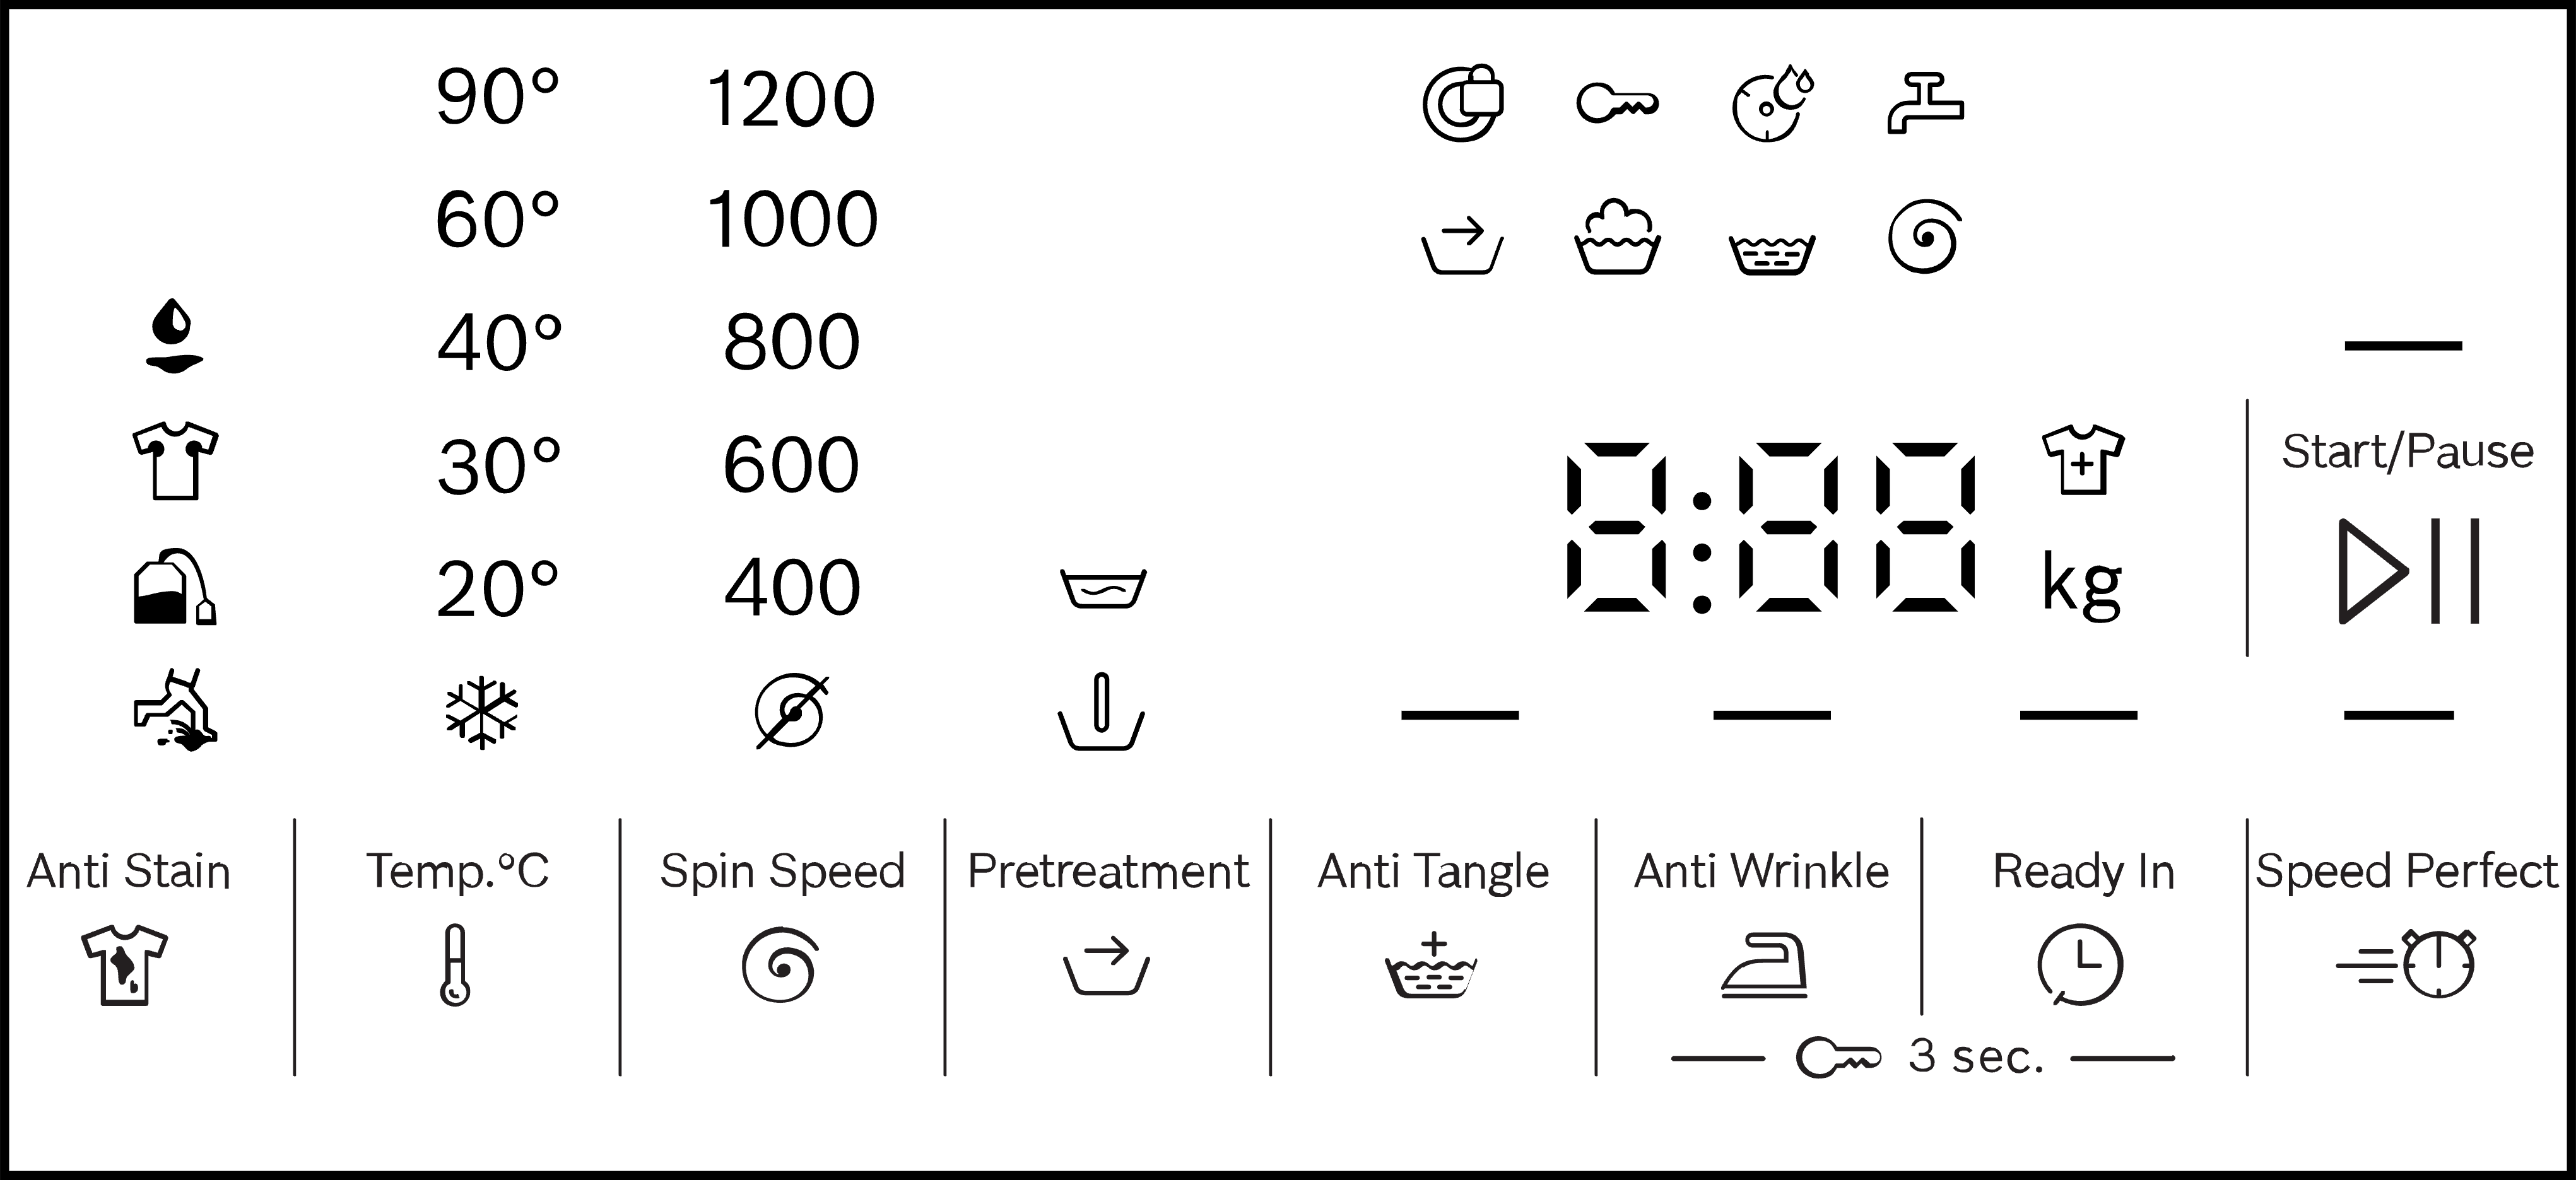 90° 1200
60° 1000
40° 800
30° 600
20° 400
8:88
kg
Start/Pause
Anti Stain
Temp.°C
Spin Speed
Pretreatment
Anti Tangle
Anti Wrinkle
Ready In
Speed Perfect
3 sec.